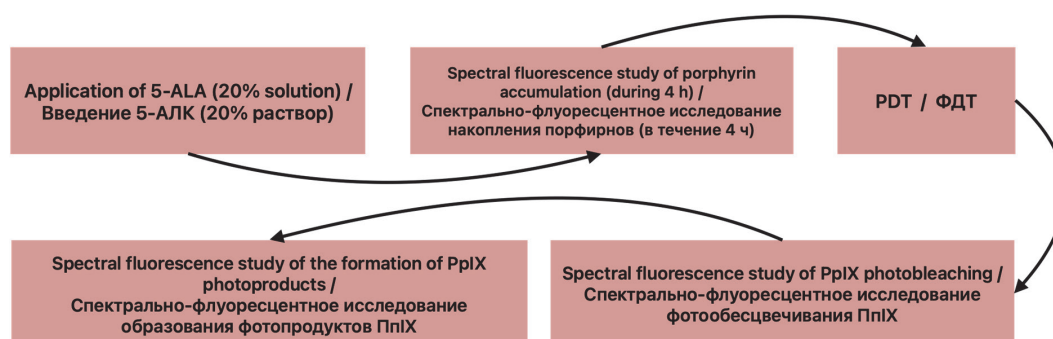 Application of 5-ALA (20% solution) /
Введение 5-АЛК (20% раствор)
Spectral fluorescence study of porphyrin
accumulation (during 4 h) /
Спектрально-флуоресцентное исследование
накопления порфирнов (в течение 4 ч)
PDT / ФДТ
Spectral fluorescence study of PpIX photobleaching /
Спектрально-флуоресцентное исследование
фотообесцвечивания ПпIX
Spectral fluorescence study of the formation of PpIX
photoproducts /
Спектрально-флуоресцентное исследование
образования фотопродуктов ПпIX